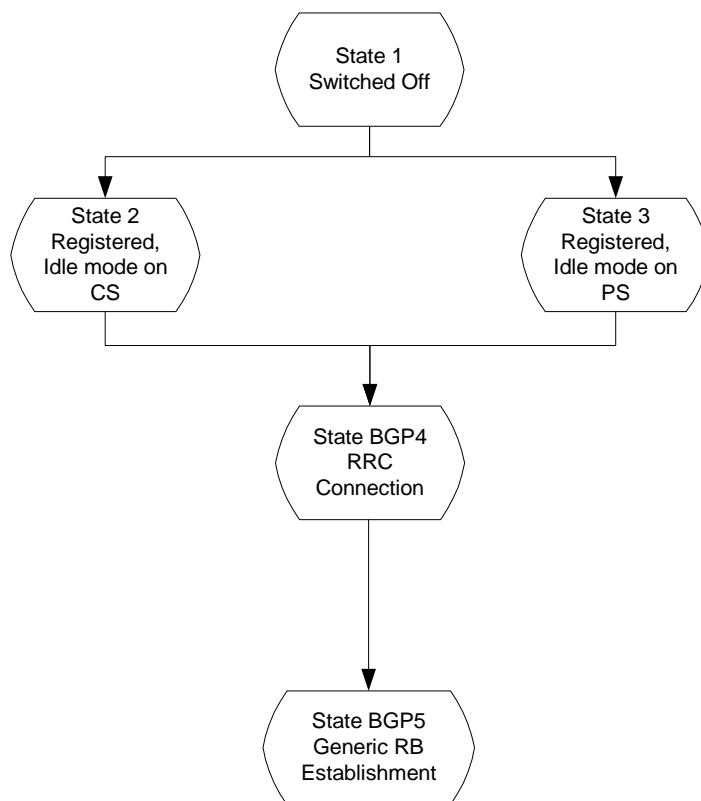 State 1
Switched Off
State 2
Registered,
Idle mode on
CS
State 3
Registered,
Idle mode on
PS
State BGP4
RRC
Connection
State BGP5
Generic RB
Establishment